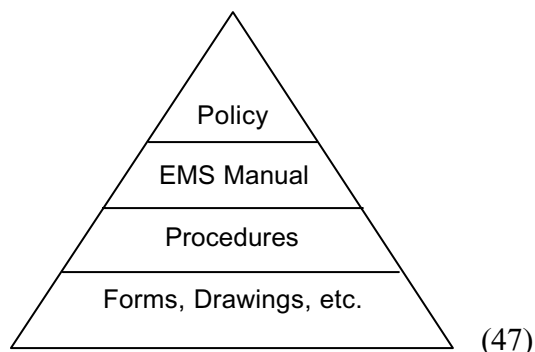 Policy
EMS Manual
Procedures
Forms, Drawings, etc.
(47)